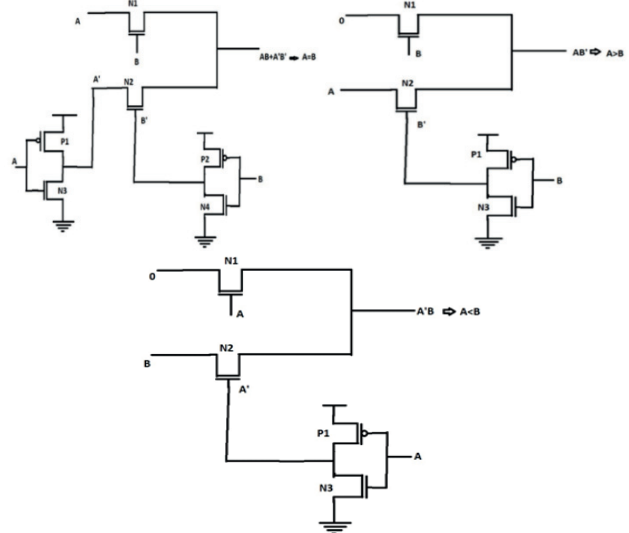 N1
A
B
AB+A'B' ➡ A=B
A'
N2
B'
P1
A
N3
P2
B
N4
N1
0
B
AB' ⇨ A>B
N2
A
B'
P1
B
N3
N1
0
A
A'B ⇨ A<B
N2
B
A'
P1
A
N3